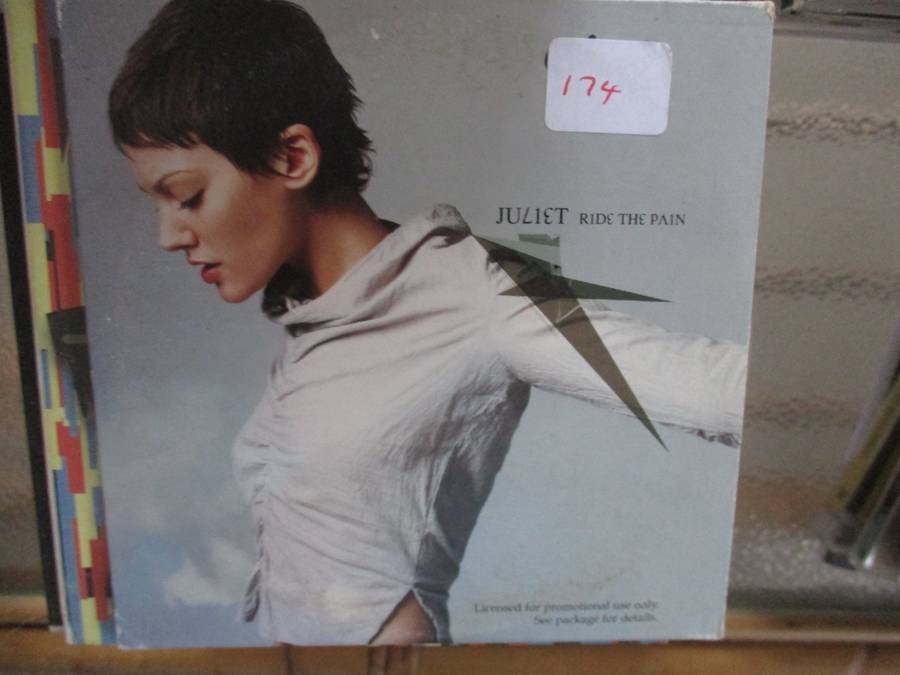 174
JULIET RIDE THE PAIN
Licensed for promotional use only.
See package for details.